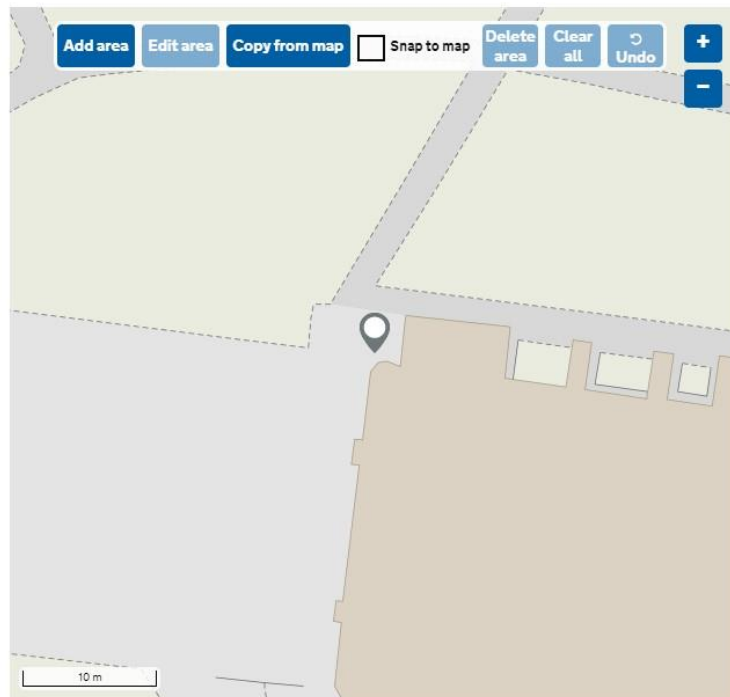 Add area
Edit area
Copy from map
Snap to map
Delete
area
Clear
all
Undo
+
−
10 m